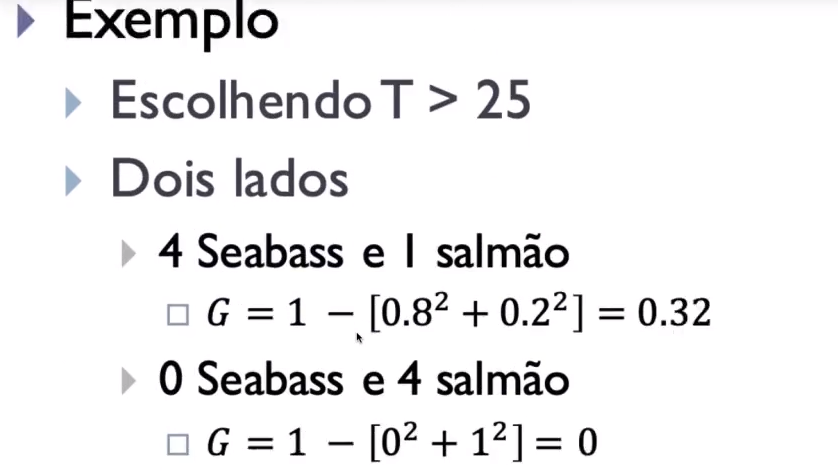 Exemplo
Escolhendo T > 25
Dois lados
4 Seabass e 1 salmão
G = 1 − [0.8² + 0.2²] = 0.32
0 Seabass e 4 salmão
G = 1 − [0² + 1²] = 0